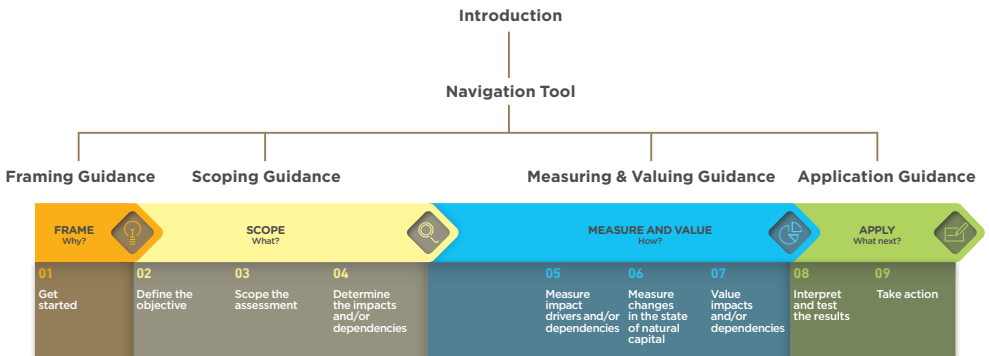 Introduction
Navigation Tool
Framing Guidance
Scoping Guidance
Measuring & Valuing Guidance
Application Guidance
FRAME
Why?
SCOPE
What?
MEASURE AND VALUE
How?
APPLY
What next?
01
Get
started
02
Define the
objective
03
Scope the
assessment
04
Determine
the impacts
and/or
dependencies
05
Measure
impact
drivers and/or
dependencies
06
Measure
changes
in the state
of natural
capital
07
Value
impacts
and/or
dependencies
08
Interpret
and test
the results
09
Take action